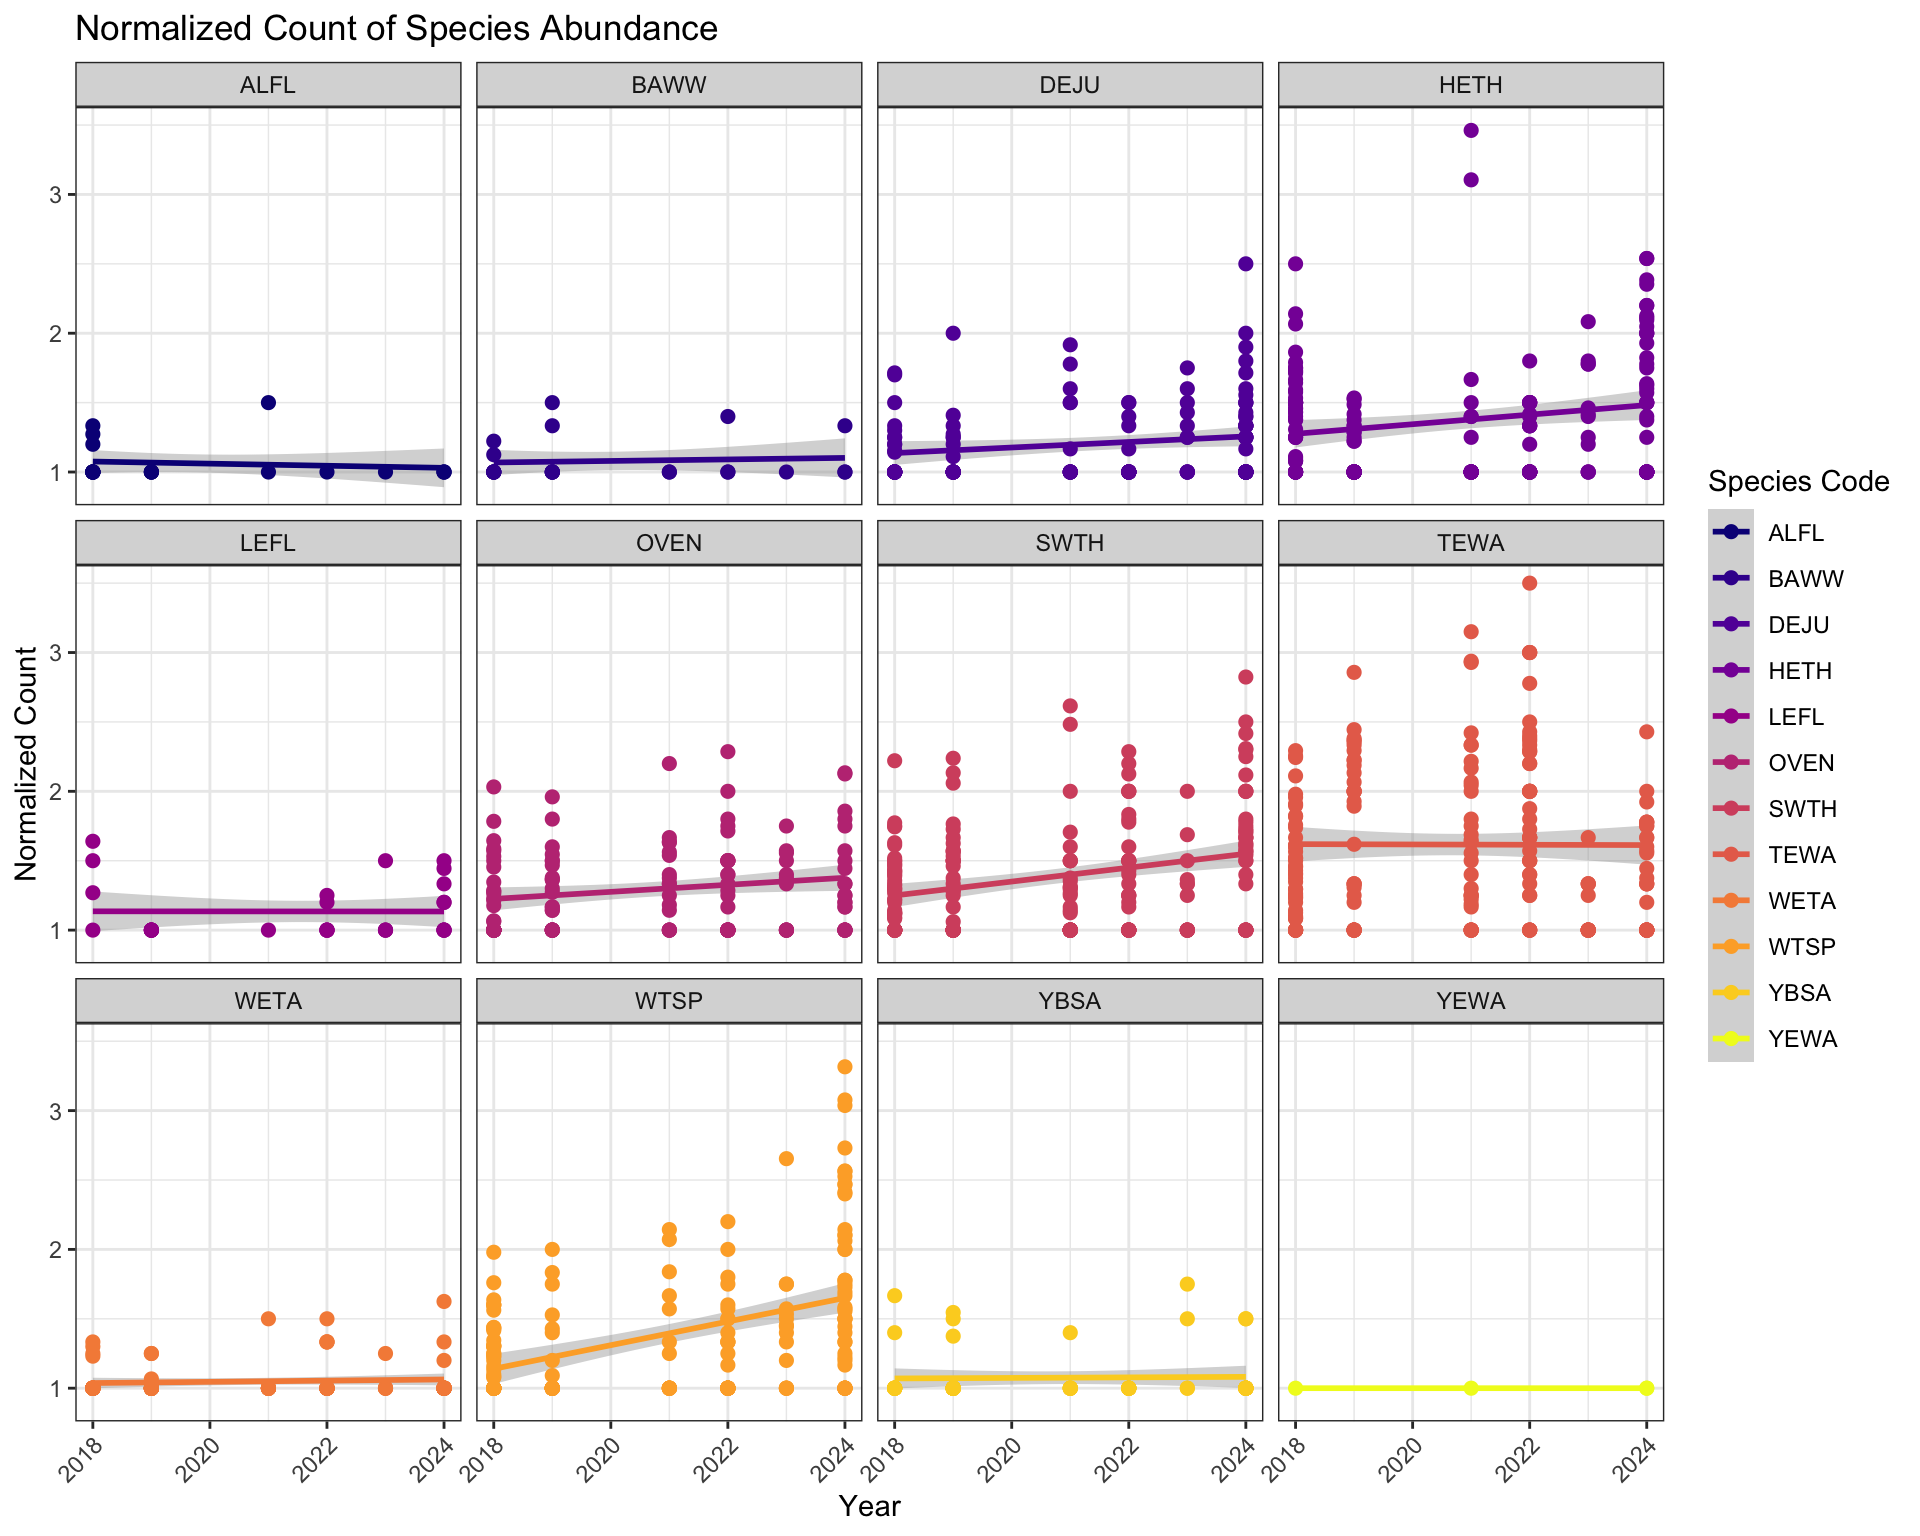 Normalized Count of Species Abundance
ALFL BAWW DEJU HETH
3
2
1
LEFL OVEN SWTH TEWA
3
2
1
WETA WTSP YBSA YEWA
3
2
1
2018 2020 2022 2024 2018 2020 2022 2024 2018 2020 2022 2024 2018 2020 2022 2024
Year
Normalized Count
Species Code
ALFL
BAWW
DEJU
HETH
LEFL
OVEN
SWTH
TEWA
WETA
WTSP
YBSA
YEWA